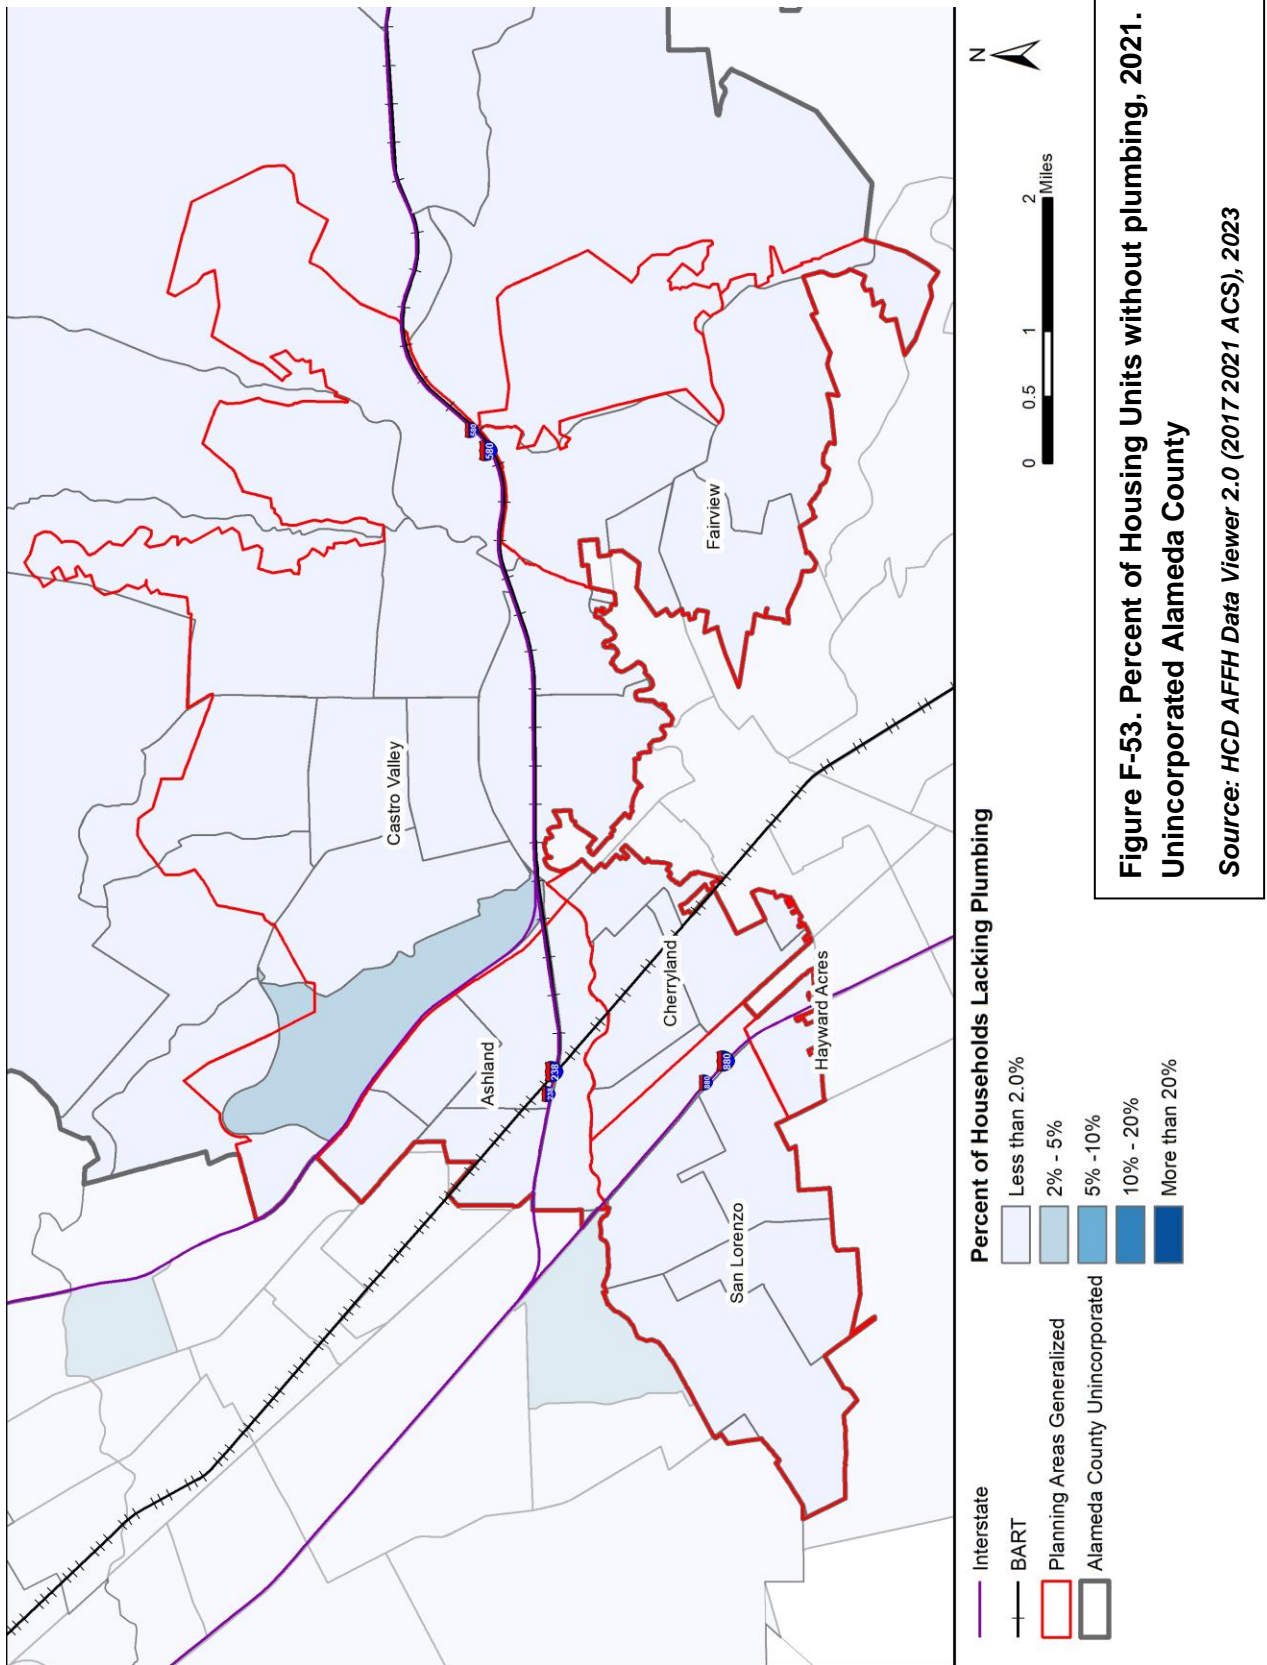 Castro Valley
Ashland
Cherryland
Fairview
Hayward Acres
San Lorenzo
580
580
238
238
880
880
N
0 0.5 1 2
Miles
Interstate
BART
Planning Areas Generalized
Alameda County Unincorporated
Percent of Households Lacking Plumbing
Less than 2.0%
2% - 5%
5% -10%
10% - 20%
More than 20%
Figure F-53. Percent of Housing Units without plumbing, 2021.
Unincorporated Alameda County
Source: HCD AFFH Data Viewer 2.0 (2017 2021 ACS), 2023